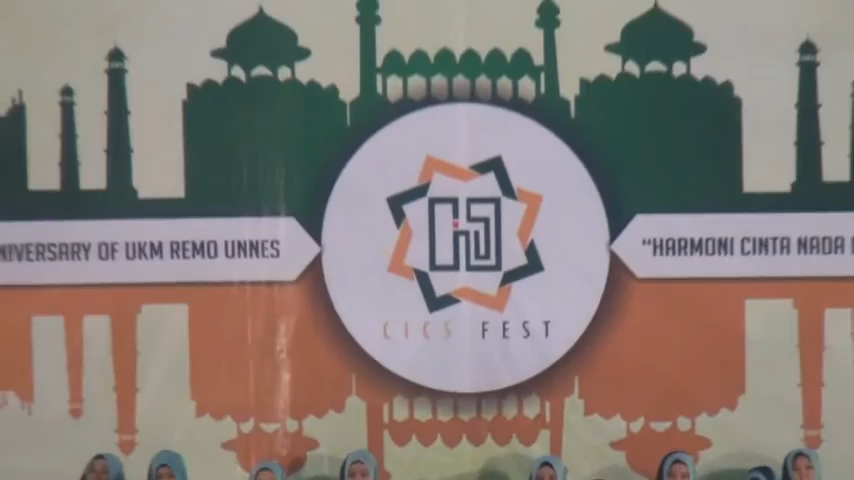 NIVERSARY OF UKM REMO UNNES
"HARMONI CINTA NADA
CICS FEST